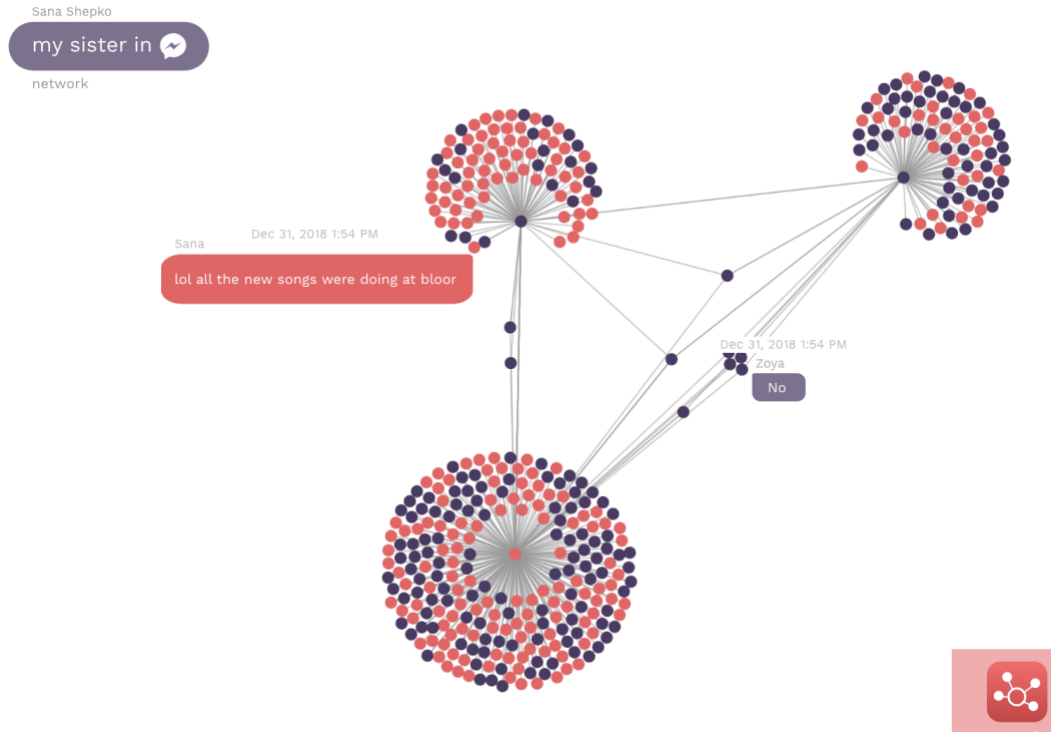 Sana Shepko
my sister in
network
Dec 31, 2018 1:54 PM
Sana
lol all the new songs were doing at bloor
Dec 31, 2018 1:54 PM
Zoya
No